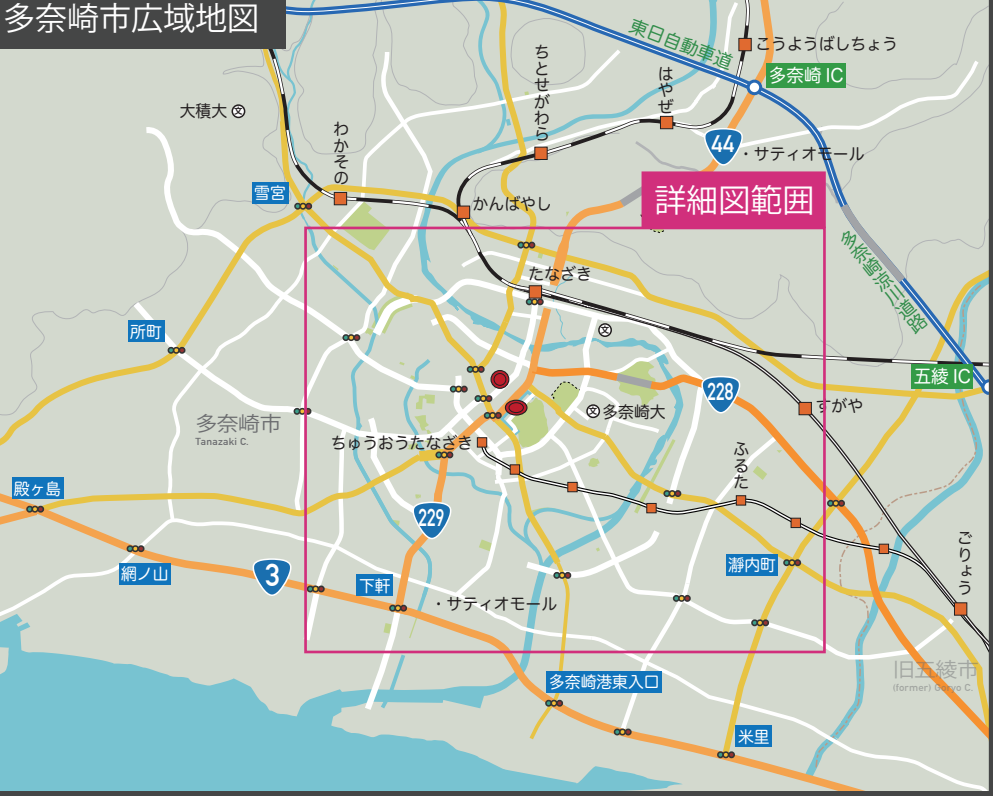 多奈崎市広域地図
東日自動車道
こうようばしちょう
多奈崎 IC
ちとせがわら
はやぜ
大積大
文
わかその
44
・サティオモール
雪宮
かんばやし
詳細図範囲
多奈崎浜川道路
たなざき
所町
文
五綾 IC
228
すがや
多奈崎市
Tanazaki C.
文
多奈崎大
ちゅうおうたなざき
ふるた
殿ヶ島
229
網ノ山
3
下軒
・サティオモール
瀞内町
ごりょう
旧五綾市
(former) Goryo C.
多奈崎港東入口
米里